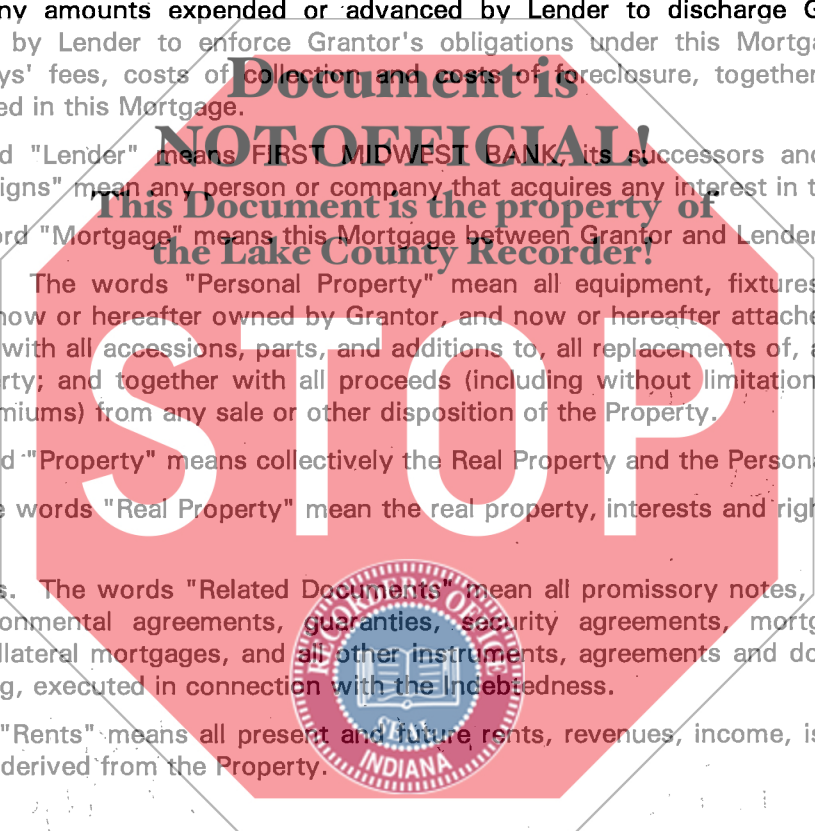 ny amounts expended or advanced by Lender to discharge G
by Lender to enforce Grantor's obligations under this Mortga
ys' fees, costs of collection and costs of foreclosure, together
ed in this Mortgage.
Document is
NOT OFFICIAL!
This Document is the property of
the Lake County Recorder!
d "Lender" means FIRST MIDWEST BANK, its successors and
igns" mean any person or company that acquires any interest in t
ord "Mortgage" means this Mortgage between Grantor and Lender
The words "Personal Property" mean all equipment, fixtures
now or hereafter owned by Grantor, and now or hereafter attache
with all accessions, parts, and additions to, all replacements of, a
rty; and together with all proceeds (including without limitation
miums) from any sale or other disposition of the Property.
STOP
d "Property" means collectively the Real Property and the Persona
e words "Real Property" mean the real property, interests and righ
s. The words "Related Documents" mean all promissory notes,
onmental agreements, guaranties, security agreements, mortg
llateral mortgages, and all other instruments, agreements and do
g, executed in connection with the Indebtedness.
RECORDER'S OFFICE
SEAL
INDIANA
"Rents" means all present and future rents, revenues, income, is
derived from the Property.